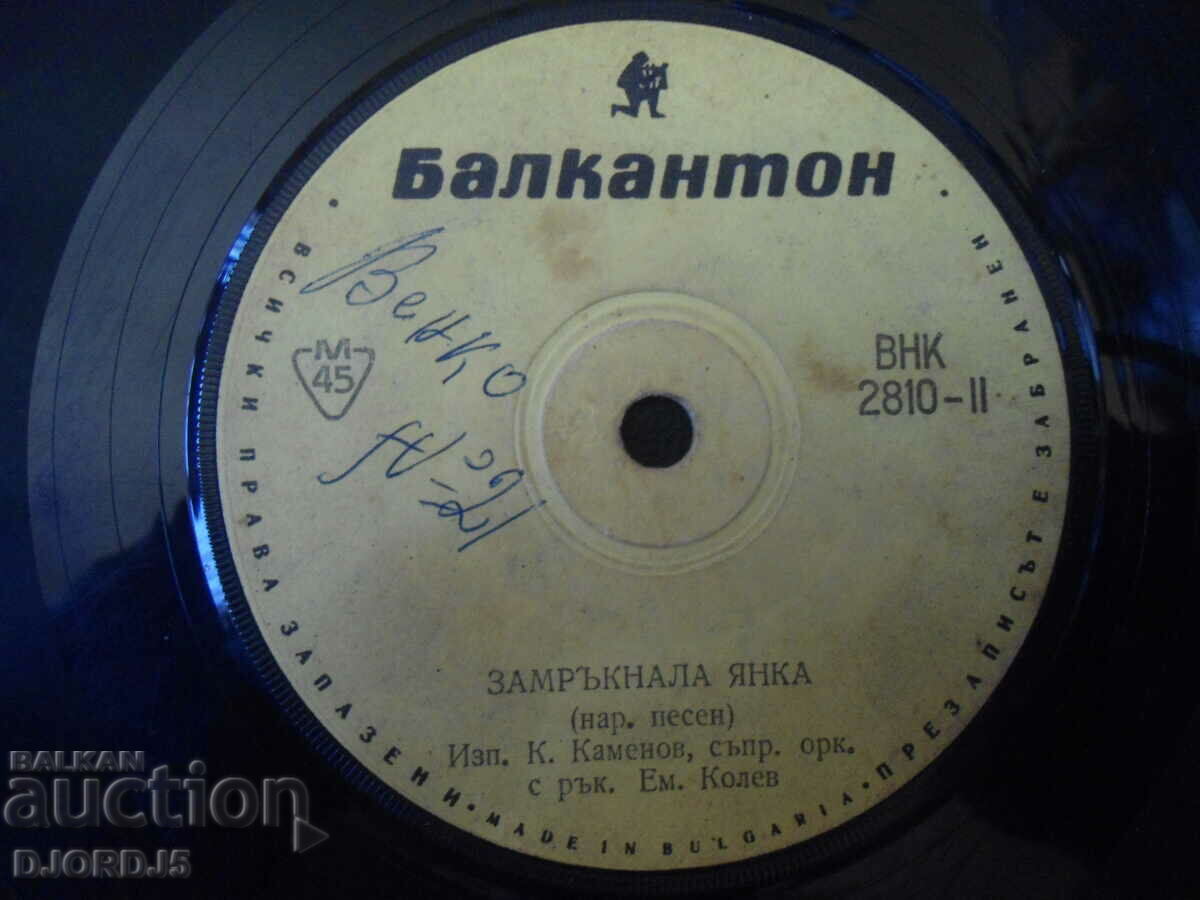 Балкантон
Венко
М-
45
ВНК
2810-II
ЗАМРЪКНАЛА ЯНКА
(нар. песен)
Изп. К. Каменов, съпр. орк.
с рък. Ем. Колев
• ВСИЧКИ ПРАВА ЗАПАЗЕНИ • MADE IN BULGARIA • ПРЕЗАПИСЪТ Е ЗАБРАНЕН •
BALKAN
auction
DJORDJ5